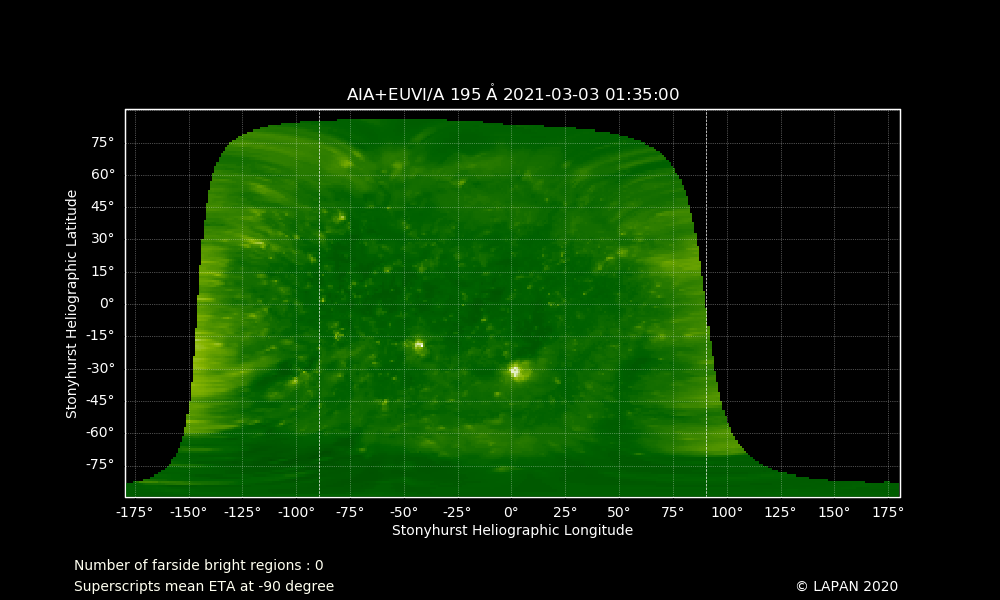 AIA+EUVI/A 195 Å 2021-03-03 01:35:00
75°
60°
45°
30°
15°
0°
-15°
-30°
-45°
-60°
-75°
Stonyhurst Heliographic Latitude
-175° -150° -125° -100° -75° -50° -25° 0° 25° 50° 75° 100° 125° 150° 175°
Stonyhurst Heliographic Longitude
Number of farside bright regions : 0
Superscripts mean ETA at -90 degree
© LAPAN 2020